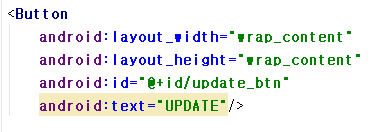 <Button
android:layout_width="wrap_content"
android:layout_height="wrap_content"
android:id="@+id/update_btn"
android:text="UPDATE"/>